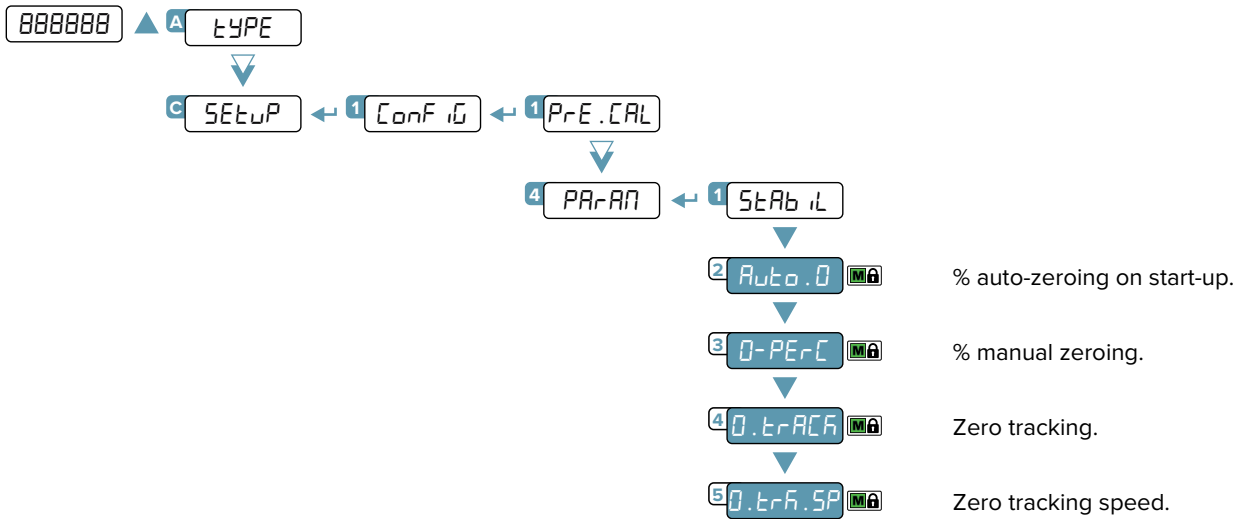 888888 A tYPE
C SEtuP 1 ConFiG 1 PrE.CAL
4 PArAM 1 StAbiL
2 Auto.0 M % auto-zeroing on start-up.
3 0-PErC M % manual zeroing.
4 0.trACK M Zero tracking.
5 0.trK.SP M Zero tracking speed.